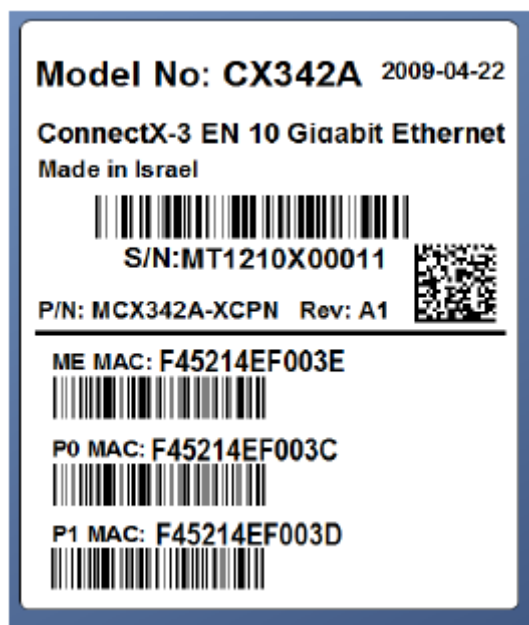 Model No: CX342A 2009-04-22
ConnectX-3 EN 10 Gigabit Ethernet
Made in Israel
S/N:MT1210X00011
P/N: MCX342A-XCPN Rev: A1
ME MAC: F45214EF003E
P0 MAC: F45214EF003C
P1 MAC: F45214EF003D